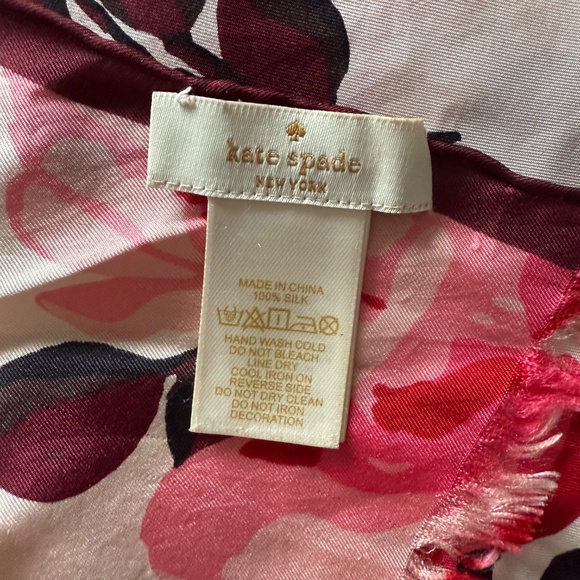 kate spade
NEW YORK
MADE IN CHINA
100% SILK
HAND WASH COLD
DO NOT BLEACH
LINE DRY
COOL IRON ON
REVERSE SIDE
DO NOT DRY CLEAN
DO NOT IRON
DECORATION